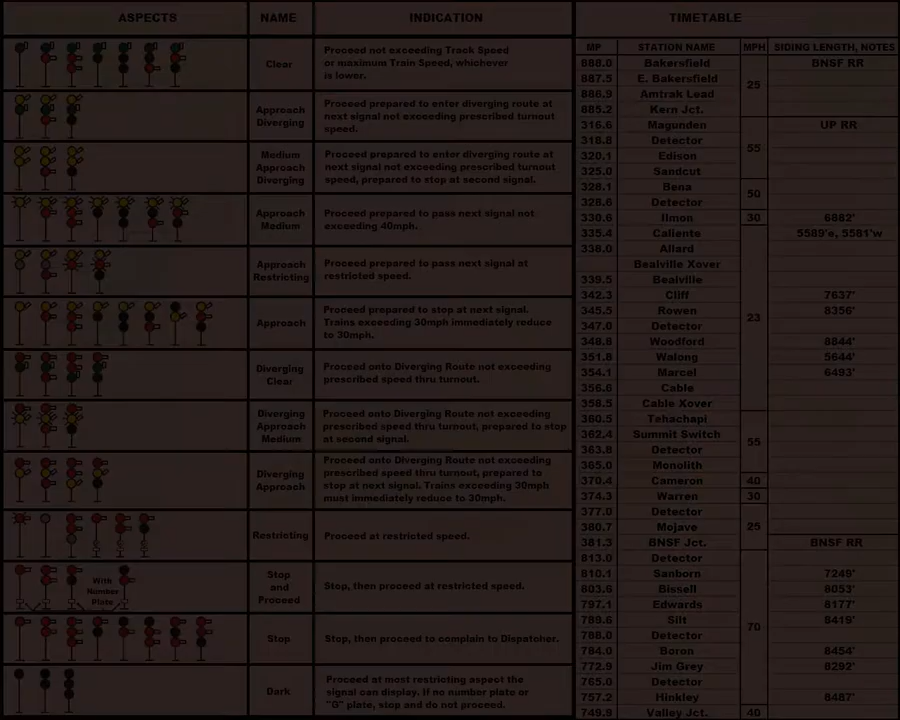 ASPECTS
NAME
INDICATION
Clear
Proceed not exceeding Track Speed
or maximum Train Speed, whichever
is lower.
Approach
Diverging
Proceed prepared to enter diverging route at
next signal not exceeding prescribed turnout
speed.
Medium
Approach
Diverging
Proceed prepared to enter diverging route at
next signal not exceeding prescribed turnout
speed, prepared to stop at second signal.
Approach
Medium
Proceed prepared to pass next signal not
exceeding 40mph.
Approach
Restricting
Proceed prepared to pass next signal at
restricted speed.
Approach
Proceed prepared to stop at next signal.
Trains exceeding 30mph immediately reduce
to 30mph.
Diverging
Clear
Proceed onto Diverging Route not exceeding
prescribed speed thru turnout.
Diverging
Approach
Medium
Proceed onto Diverging Route not exceeding
prescribed speed thru turnout, prepared to stop
at second signal.
Diverging
Approach
Proceed onto Diverging Route not exceeding
prescribed speed thru turnout, prepared to
stop at next signal. Trains exceeding 30mph
must immediately reduce to 30mph.
Restricting
Proceed at restricted speed.
With
Number
Plate
Stop
and
Proceed
Stop, then proceed at restricted speed.
Stop
Stop, then proceed to complain to Dispatcher.
Dark
Proceed at most restricting aspect the
signal can display. If no number plate or
"G" plate, stop and do not proceed.
TIMETABLE
MP STATION NAME MPH SIDING LENGTH, NOTES
888.0 Bakersfield BNSF RR
887.5 E. Bakersfield
25
886.9 Amtrak Lead
885.2 Kern Jct.
316.6 Magunden UP RR
318.8 Detector
55
320.1 Edison
325.0 Sandcut
328.1 Bena
50
328.6 Detector
330.6 Ilmon 30 6882'
335.4 Caliente 5589'e, 5581'w
338.0 Allard
Bealville Xover
339.5 Bealville
342.3 Cliff 7637'
345.5 Rowen 23 8356'
347.0 Detector
348.8 Woodford 8844'
351.8 Walong 5644'
354.1 Marcel 6493'
356.6 Cable
358.5 Cable Xover
360.5 Tehachapi
362.4 Summit Switch
55
363.8 Detector
365.0 Monolith
370.4 Cameron 40
374.3 Warren 30
377.0 Detector
380.7 Mojave 25
381.3 BNSF Jct. BNSF RR
813.0 Detector
810.1 Sanborn 7249'
803.6 Bissell 8053'
797.1 Edwards 8177'
789.6 Silt 8419'
70
788.0 Detector
784.0 Boron 8454'
772.9 Jim Grey 8292'
765.0 Detector
757.2 Hinkley 8487'
749.9 Valley Jct. 40